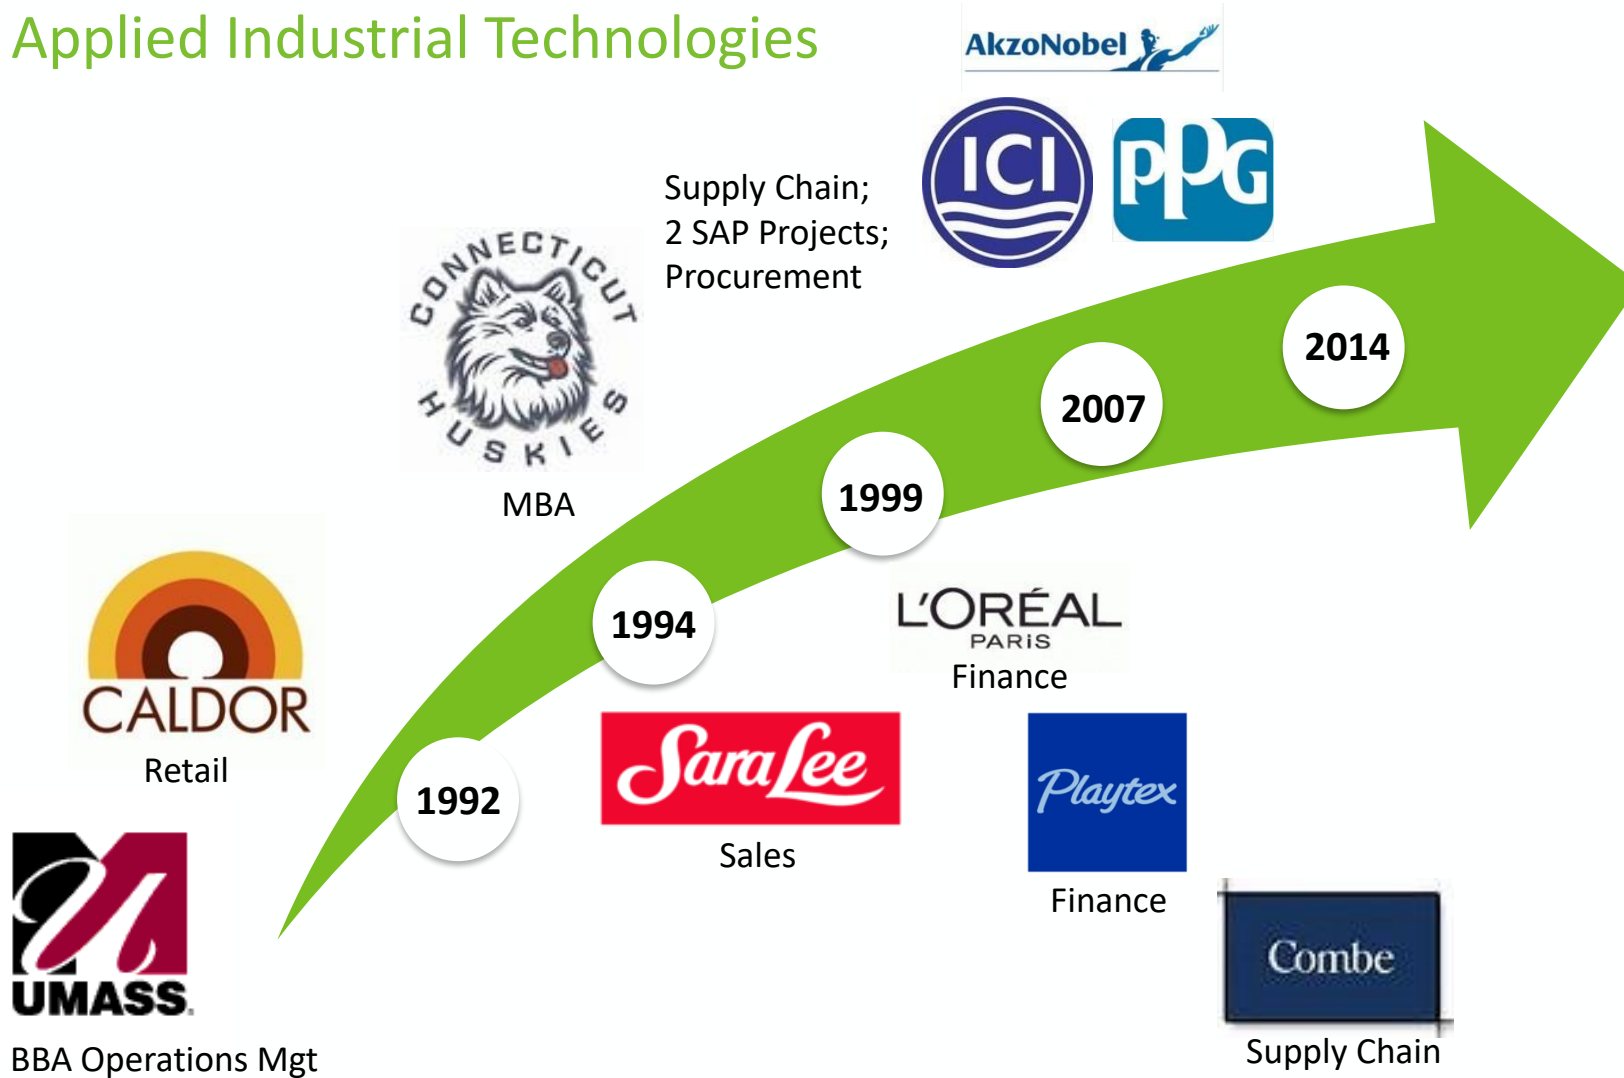 Applied Industrial Technologies
AkzoNobel
ICI
PPG
Supply Chain;
2 SAP Projects;
Procurement
CONNECTICUT
HUSKIES
MBA
2014
2007
1999
1994
1992
CALDOR
Retail
L'ORÉAL
PARIS
Finance
Sara Lee
Sales
Playtex
Finance
UMASS
BBA Operations Mgt
Combe
Supply Chain